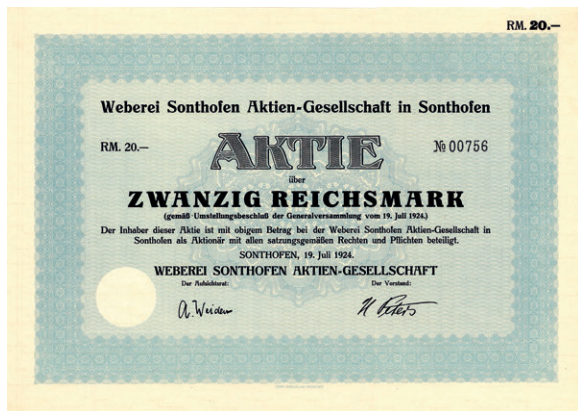 RM. 20.—
Weberei Sonthofen Aktien-Gesellschaft in Sonthofen
RM. 20.— AKTIE № 00756
über
ZWANZIG REICHSMARK
(gemäß Umstellungsbeschluß der Generalversammlung vom 19. Juli 1924.)
Der Inhaber dieser Aktie ist mit obigem Betrag bei der Weberei Sonthofen Aktien-Gesellschaft in
Sonthofen als Aktionär mit allen satzungsgemäßen Rechten und Pflichten beteiligt.
SONTHOFEN, 19. Juli 1924.
WEBEREI SONTHOFEN AKTIEN-GESELLSCHAFT
Der Aufsichtsrat: Der Vorstand: